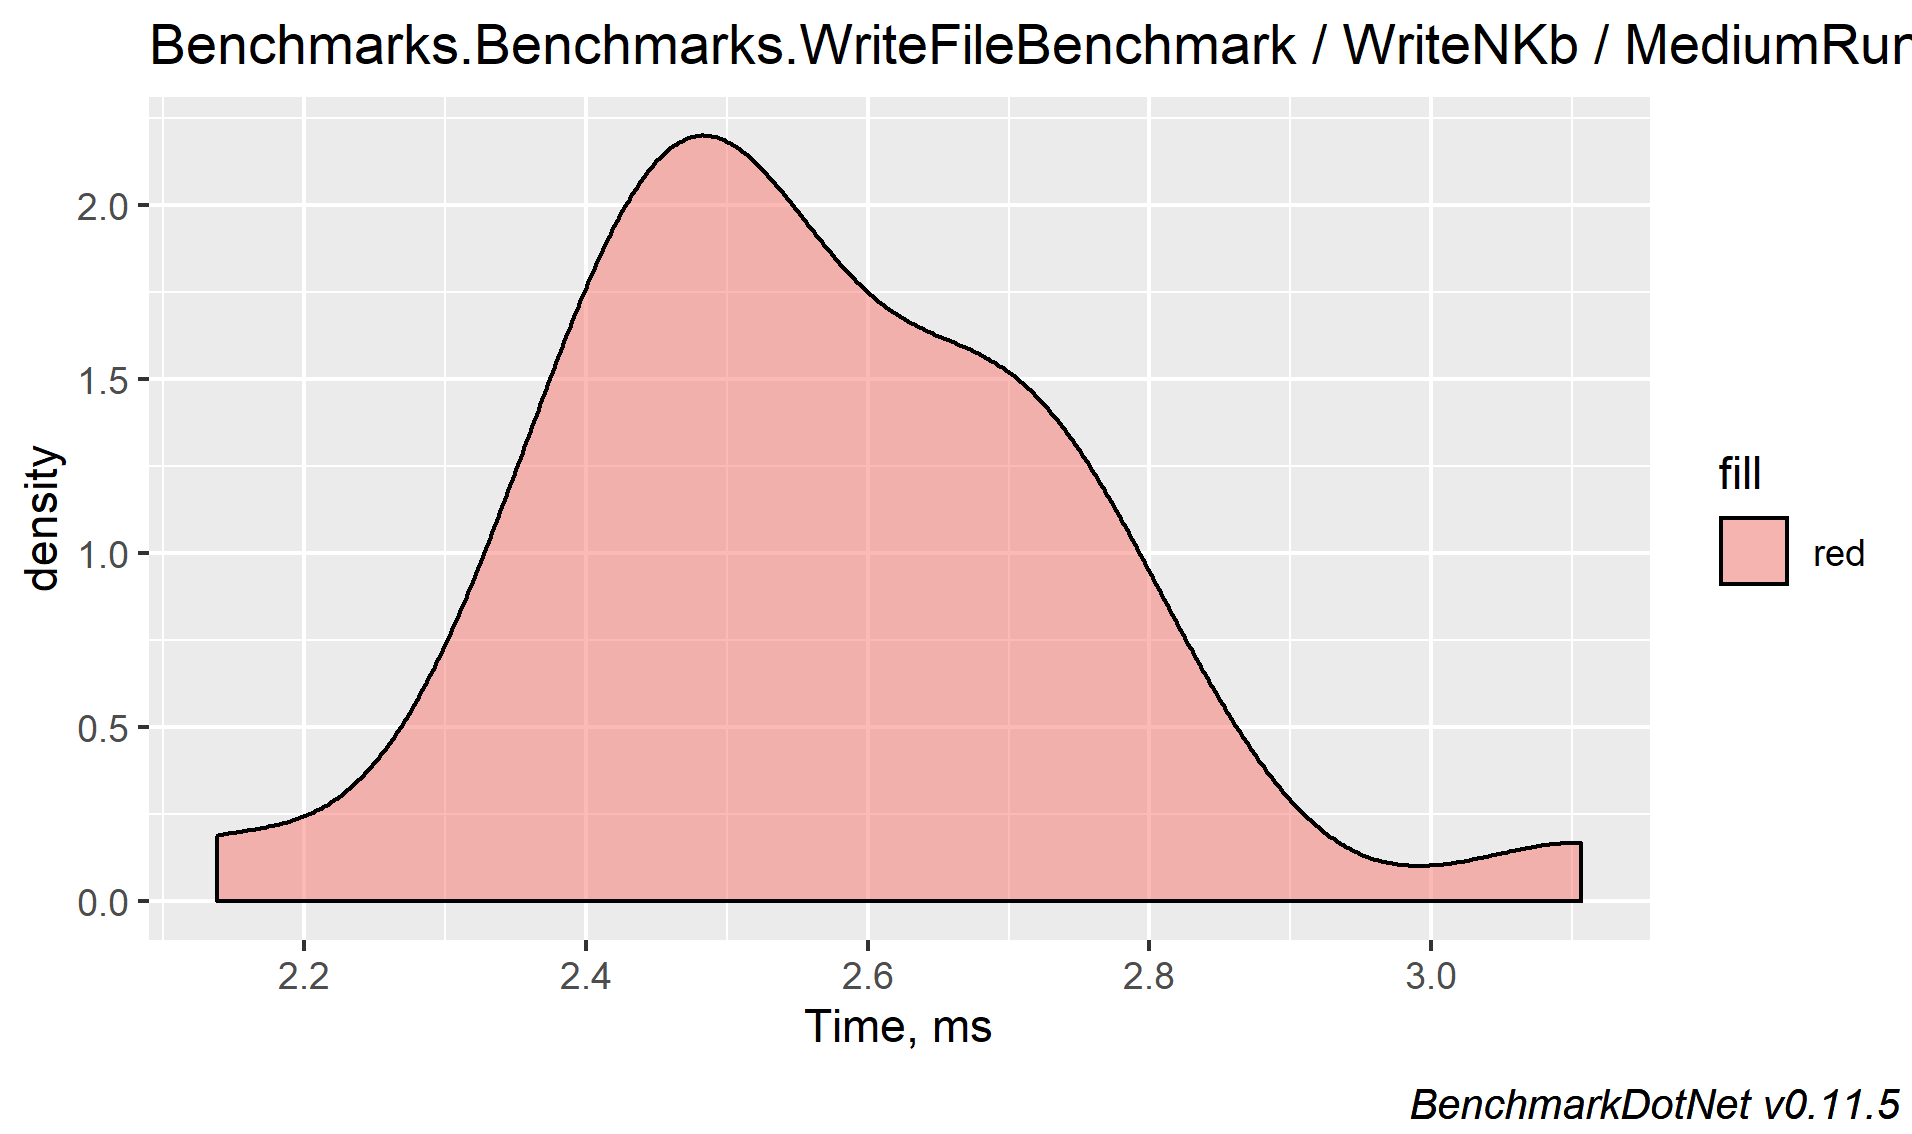 Benchmarks.Benchmarks.WriteFileBenchmark / WriteNKb / MediumRun
density
2.0
1.5
1.0
0.5
0.0
2.2 2.4 2.6 2.8 3.0
Time, ms
fill
red
BenchmarkDotNet v0.11.5